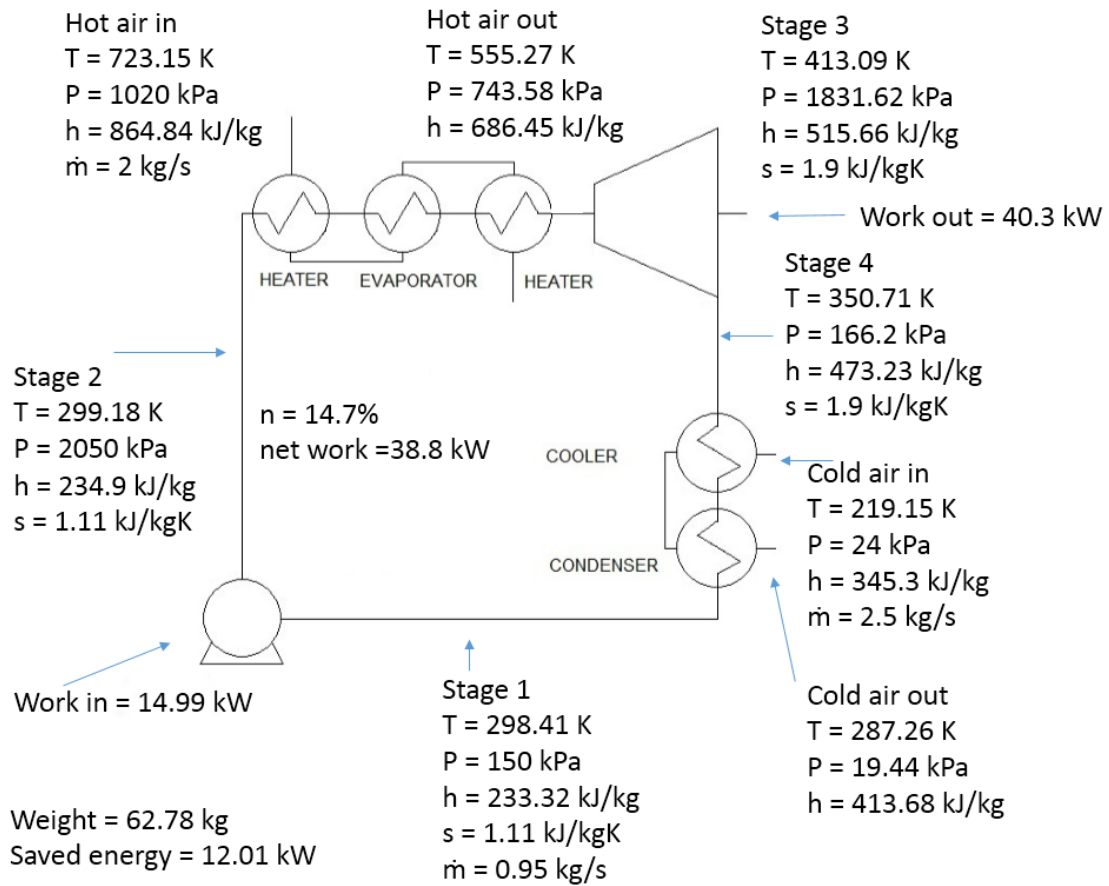 Hot air in
T = 723.15 K
P = 1020 kPa
h = 864.84 kJ/kg
ṁ = 2 kg/s
Hot air out
T = 555.27 K
P = 743.58 kPa
h = 686.45 kJ/kg
Stage 3
T = 413.09 K
P = 1831.62 kPa
h = 515.66 kJ/kg
s = 1.9 kJ/kgK
Work out = 40.3 kW
HEATER
EVAPORATOR
HEATER
Stage 4
T = 350.71 K
P = 166.2 kPa
h = 473.23 kJ/kg
s = 1.9 kJ/kgK
Stage 2
T = 299.18 K
P = 2050 kPa
h = 234.9 kJ/kg
s = 1.11 kJ/kgK
n = 14.7%
net work =38.8 kW
COOLER
CONDENSER
Cold air in
T = 219.15 K
P = 24 kPa
h = 345.3 kJ/kg
ṁ = 2.5 kg/s
Work in = 14.99 kW
Stage 1
T = 298.41 K
P = 150 kPa
h = 233.32 kJ/kg
s = 1.11 kJ/kgK
ṁ = 0.95 kg/s
Cold air out
T = 287.26 K
P = 19.44 kPa
h = 413.68 kJ/kg
Weight = 62.78 kg
Saved energy = 12.01 kW